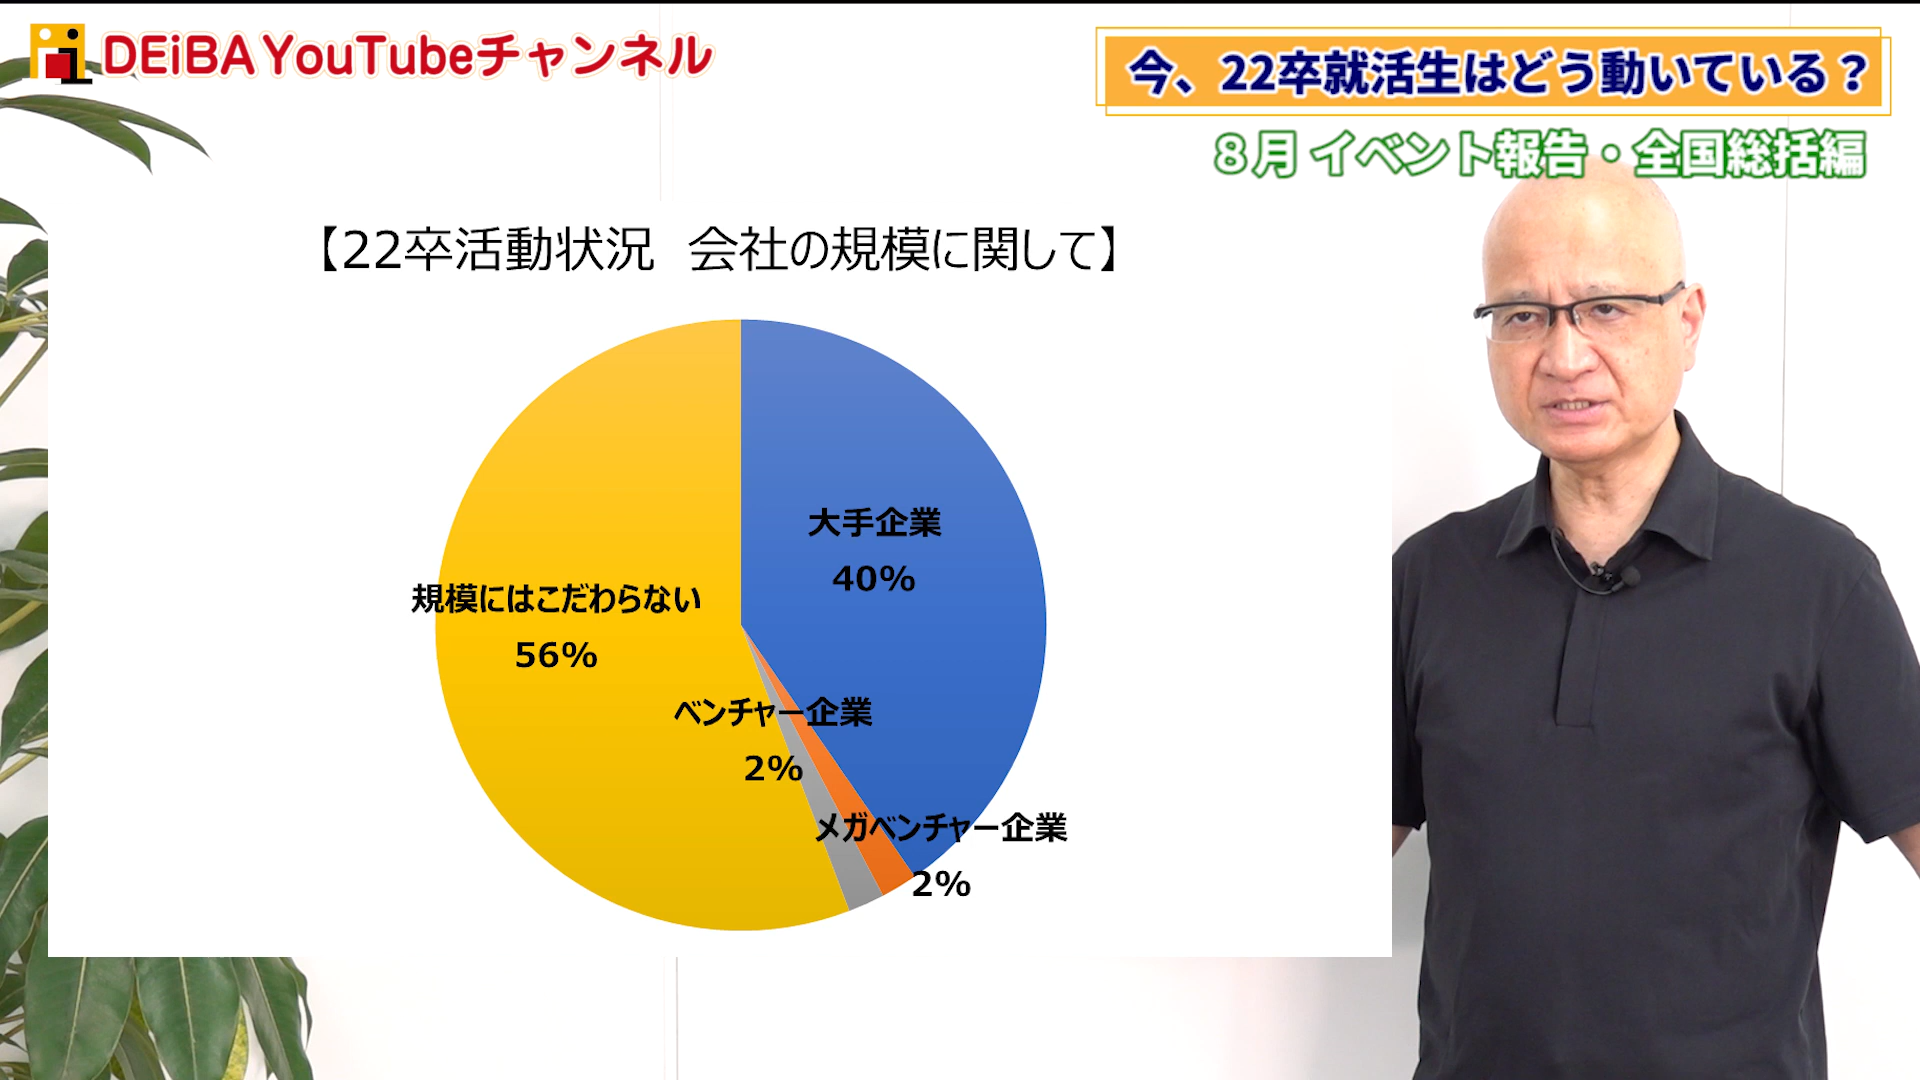 DEiBA YouTubeチャンネル
今、22卒就活生はどう動いている？
８月 イベント報告・全国総括編
【22卒活動状況　会社の規模に関して】
大手企業
40%
規模にはこだわらない
56%
ベンチャー企業
2%
メガベンチャー企業
2%